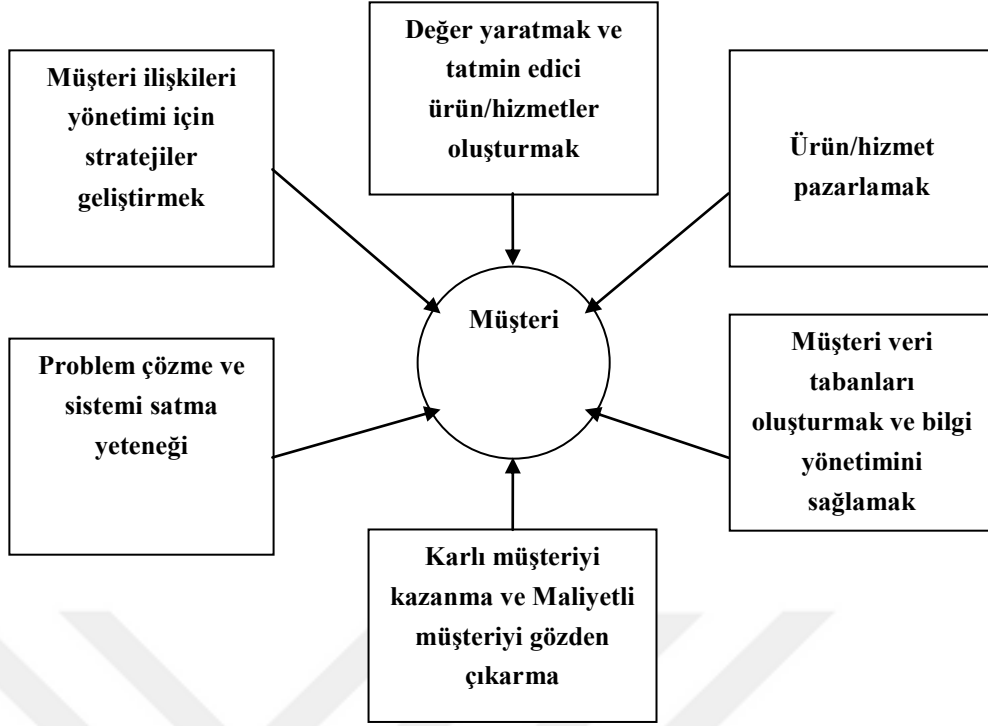 Müşteri ilişkileri
yönetimi için
stratejiler
geliştirmek
Değer yaratmak ve
tatmin edici
ürün/hizmetler
oluşturmak
Ürün/hizmet
pazarlamak
Müşteri
Problem çözme ve
sistemi satma
yeteneği
Müşteri veri
tabanları
oluşturmak ve bilgi
yönetimini
sağlamak
Karlı müşteriyi
kazanma ve Maliyetli
müşteriyi gözden
çıkarma